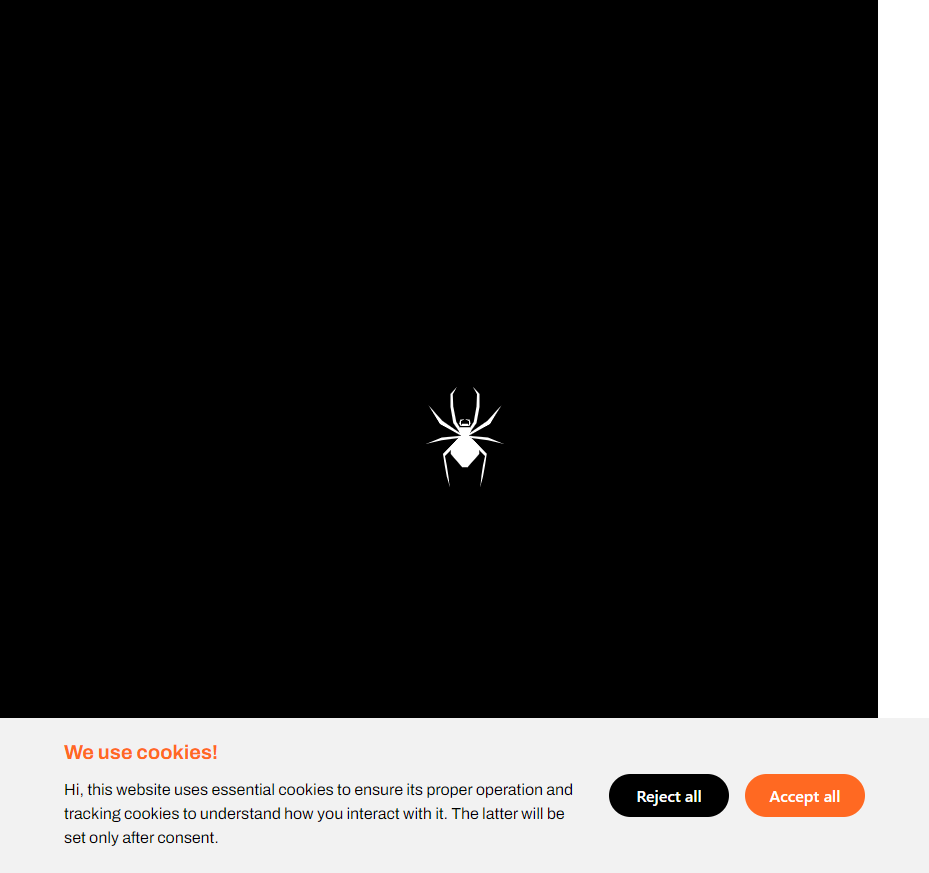 We use cookies!
Hi, this website uses essential cookies to ensure its proper operation and
tracking cookies to understand how you interact with it. The latter will be
set only after consent.
Reject all
Accept all